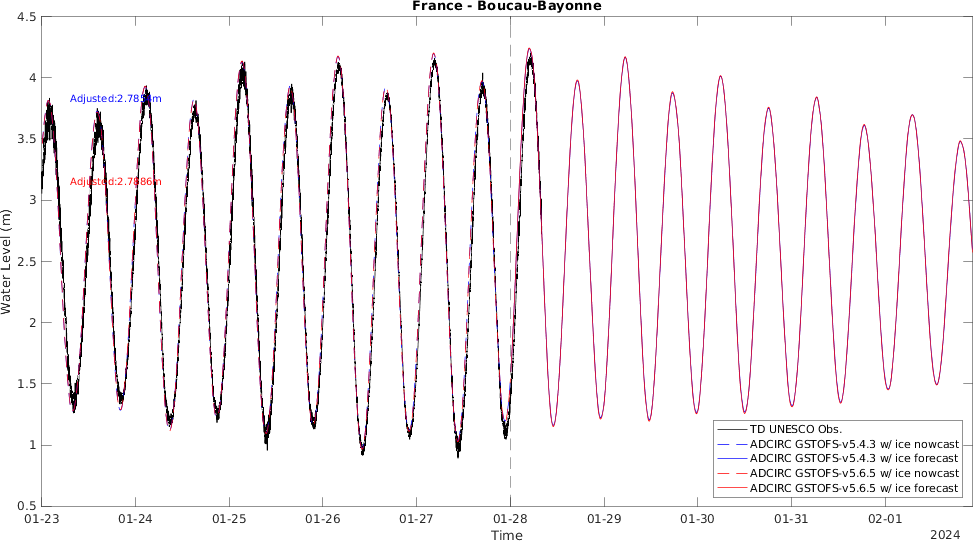 France - Boucau-Bayonne
4.5
4
3.5
3
2.5
2
1.5
1
0.5
Water Level (m)
Adjusted:2.7886m
TD UNESCO Obs.
ADCIRC GSTOFS-v5.4.3 w/ ice nowcast
ADCIRC GSTOFS-v5.4.3 w/ ice forecast
ADCIRC GSTOFS-v5.6.5 w/ ice nowcast
ADCIRC GSTOFS-v5.6.5 w/ ice forecast
01-23 01-24 01-25 01-26 01-27 01-28 01-29 01-30 01-31 02-01
Time
2024